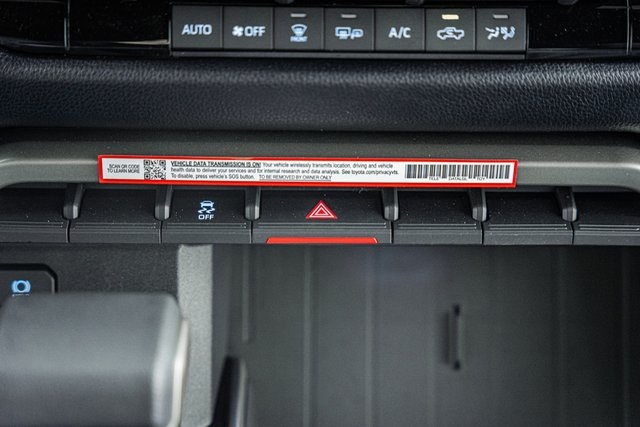 AUTO
OFF
FRONT
A/C
SCAN QR CODE
TO LEARN MORE
VEHICLE DATA TRANSMISSION IS ON! Your vehicle wirelessly transmits location, driving and vehicle
health data to deliver your services and for internal research and data analysis. See toyota.com/privacyvts.
To disable, press vehicle's SOS button. TO BE REMOVED BY OWNER ONLY
OFF